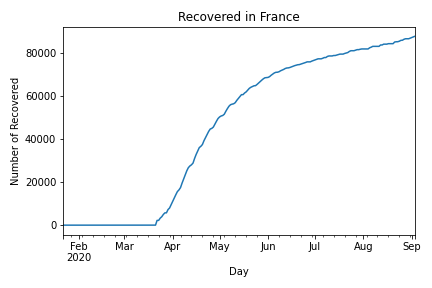 Recovered in France
Number of Recovered
80000
60000
40000
20000
0
Feb Mar Apr May Jun Jul Aug Sep
2020
Day